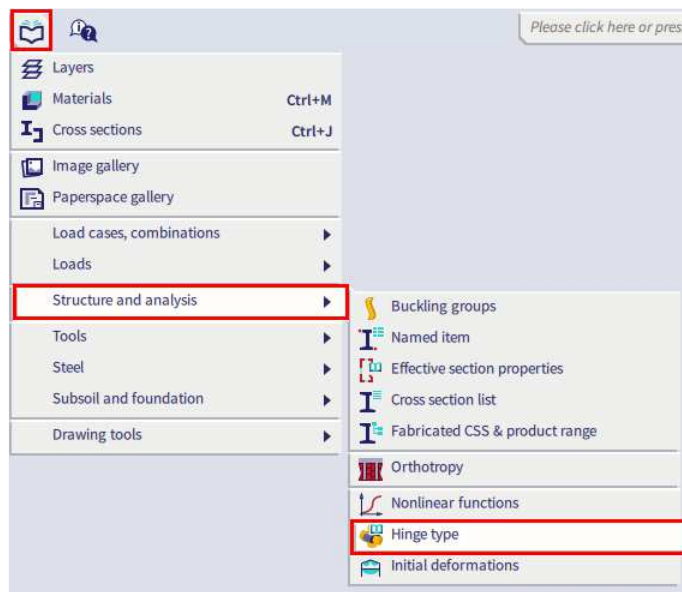 Please click here or pres
Layers
Materials Ctrl+M
Cross sections Ctrl+J
Image gallery
Paperspace gallery
Load cases, combinations
Loads
Structure and analysis
Tools
Steel
Subsoil and foundation
Drawing tools
Buckling groups
Named item
Effective section properties
Cross section list
Fabricated CSS & product range
Orthotropy
Nonlinear functions
Hinge type
Initial deformations